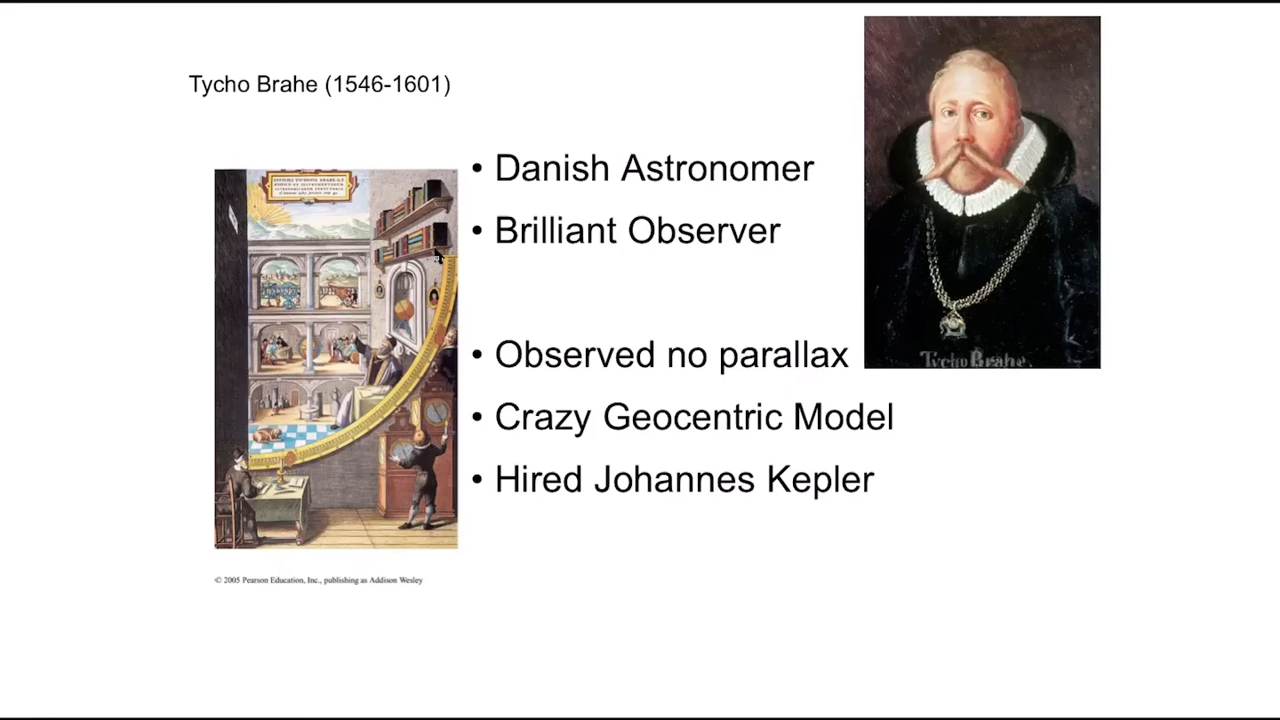 Tycho Brahe (1546-1601)
• Danish Astronomer
• Brilliant Observer
• Observed no parallax
• Crazy Geocentric Model
• Hired Johannes Kepler
Tycho Brahe.
© 2005 Pearson Education, Inc., publishing as Addison Wesley